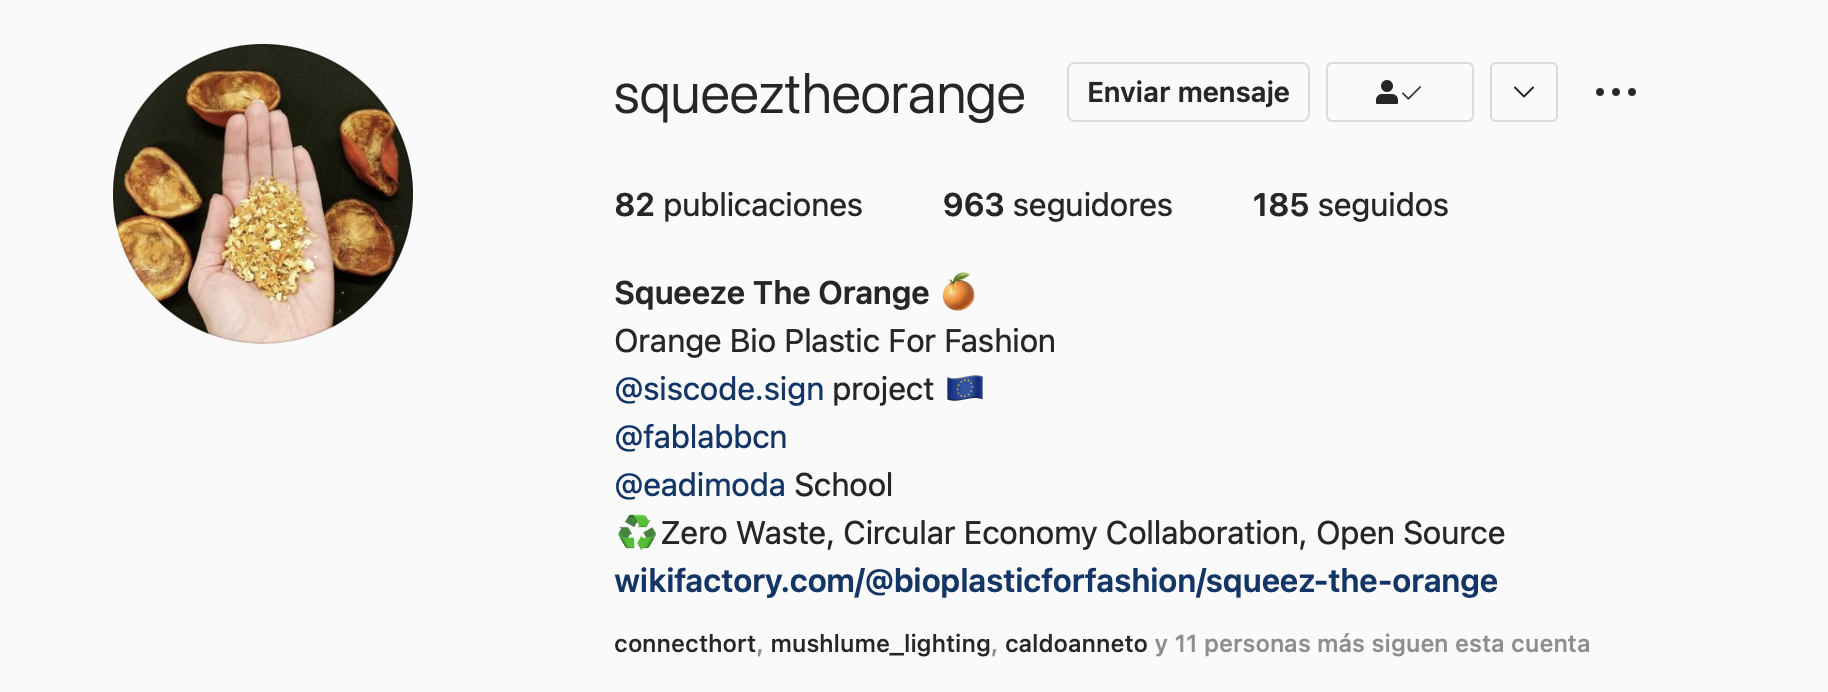 squeeztheorange Enviar mensaje
82 publicaciones 963 seguidores 185 seguidos
Squeeze The Orange 🍊
Orange Bio Plastic For Fashion
@siscode.sign project 🇪🇺
@fablabbcn
@eadimoda School
♻️Zero Waste, Circular Economy Collaboration, Open Source
wikifactory.com/@bioplasticforfashion/squeez-the-orange
connecthort, mushlume_lighting, caldoanneto y 11 personas más siguen esta cuenta